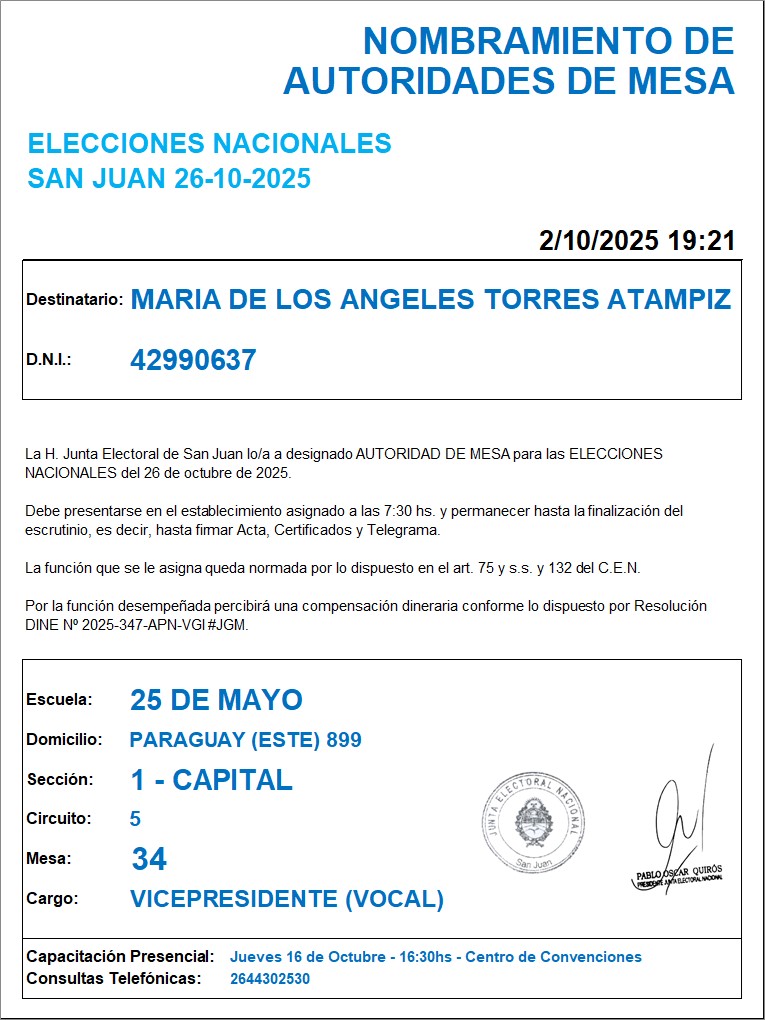 NOMBRAMIENTO DE
AUTORIDADES DE MESA
ELECCIONES NACIONALES
SAN JUAN 26-10-2025
2/10/2025 19:21
Destinatario: MARIA DE LOS ANGELES TORRES ATAMPIZ
D.N.I.: 42990637
La H. Junta Electoral de San Juan lo/a a designado AUTORIDAD DE MESA para las ELECCIONES
NACIONALES del 26 de octubre de 2025.
Debe presentarse en el establecimiento asignado a las 7:30 hs. y permanecer hasta la finalización del
escrutinio, es decir, hasta firmar Acta, Certificados y Telegrama.
La función que se le asigna queda normada por lo dispuesto en el art. 75 y s.s. y 132 del C.E.N.
Por la función desempeñada percibirá una compensación dineraria conforme lo dispuesto por Resolución
DINE Nº 2025-347-APN-VGI#JGM.
Escuela: 25 DE MAYO
Domicilio: PARAGUAY (ESTE) 899
Sección: 1 - CAPITAL
Circuito: 5
Mesa: 34
Cargo: VICEPRESIDENTE (VOCAL)
JUNTA ELECTORAL NACIONAL
San Juan
PABLO OSCAR QUIRÓS
PRESIDENTE JUNTA ELECTORAL NACIONAL
Capacitación Presencial: Jueves 16 de Octubre - 16:30hs - Centro de Convenciones
Consultas Telefónicas: 2644302530